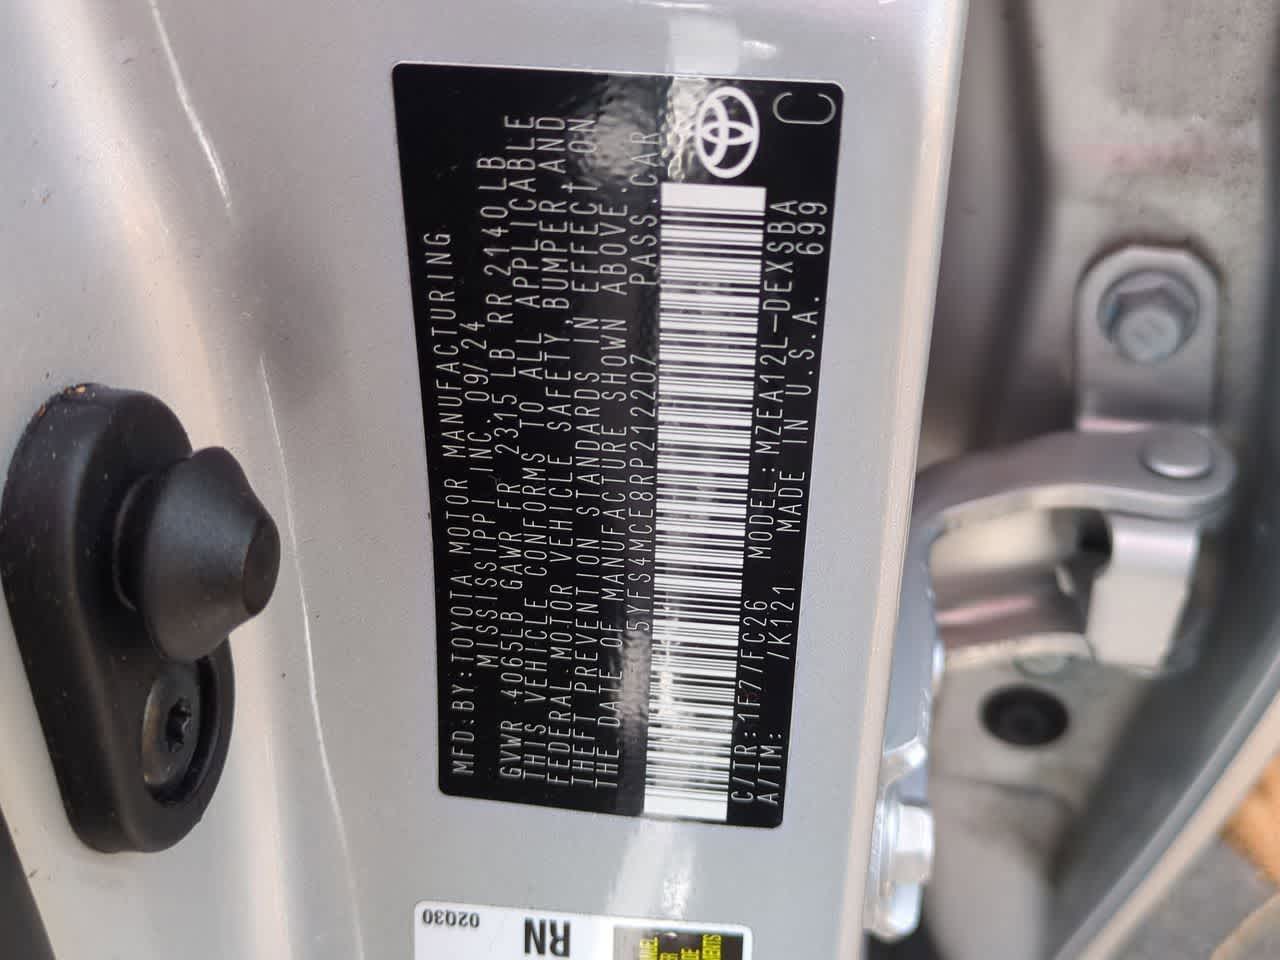 MFD. BY: TOYOTA MOTOR MANUFACTURING,
MISSISSIPPI, INC. 09/24
GVWR 4065LB GAWR FR 2315 LB RR 2140 LB
THIS VEHICLE CONFORMS TO ALL APPLICABLE
FEDERAL MOTOR VEHICLE SAFETY, BUMPER, AND
THEFT PREVENTION STANDARDS IN EFFECT ON
THE DATE OF MANUFACTURE SHOWN ABOVE.
5YFS4MCE8RP212207 PASS. CAR
C/TR: 1F7/FC26 MODEL: MZEA12L-DEXSBA
A/TM: /K121 MADE IN U.S.A. 699
C
02Q30
RN